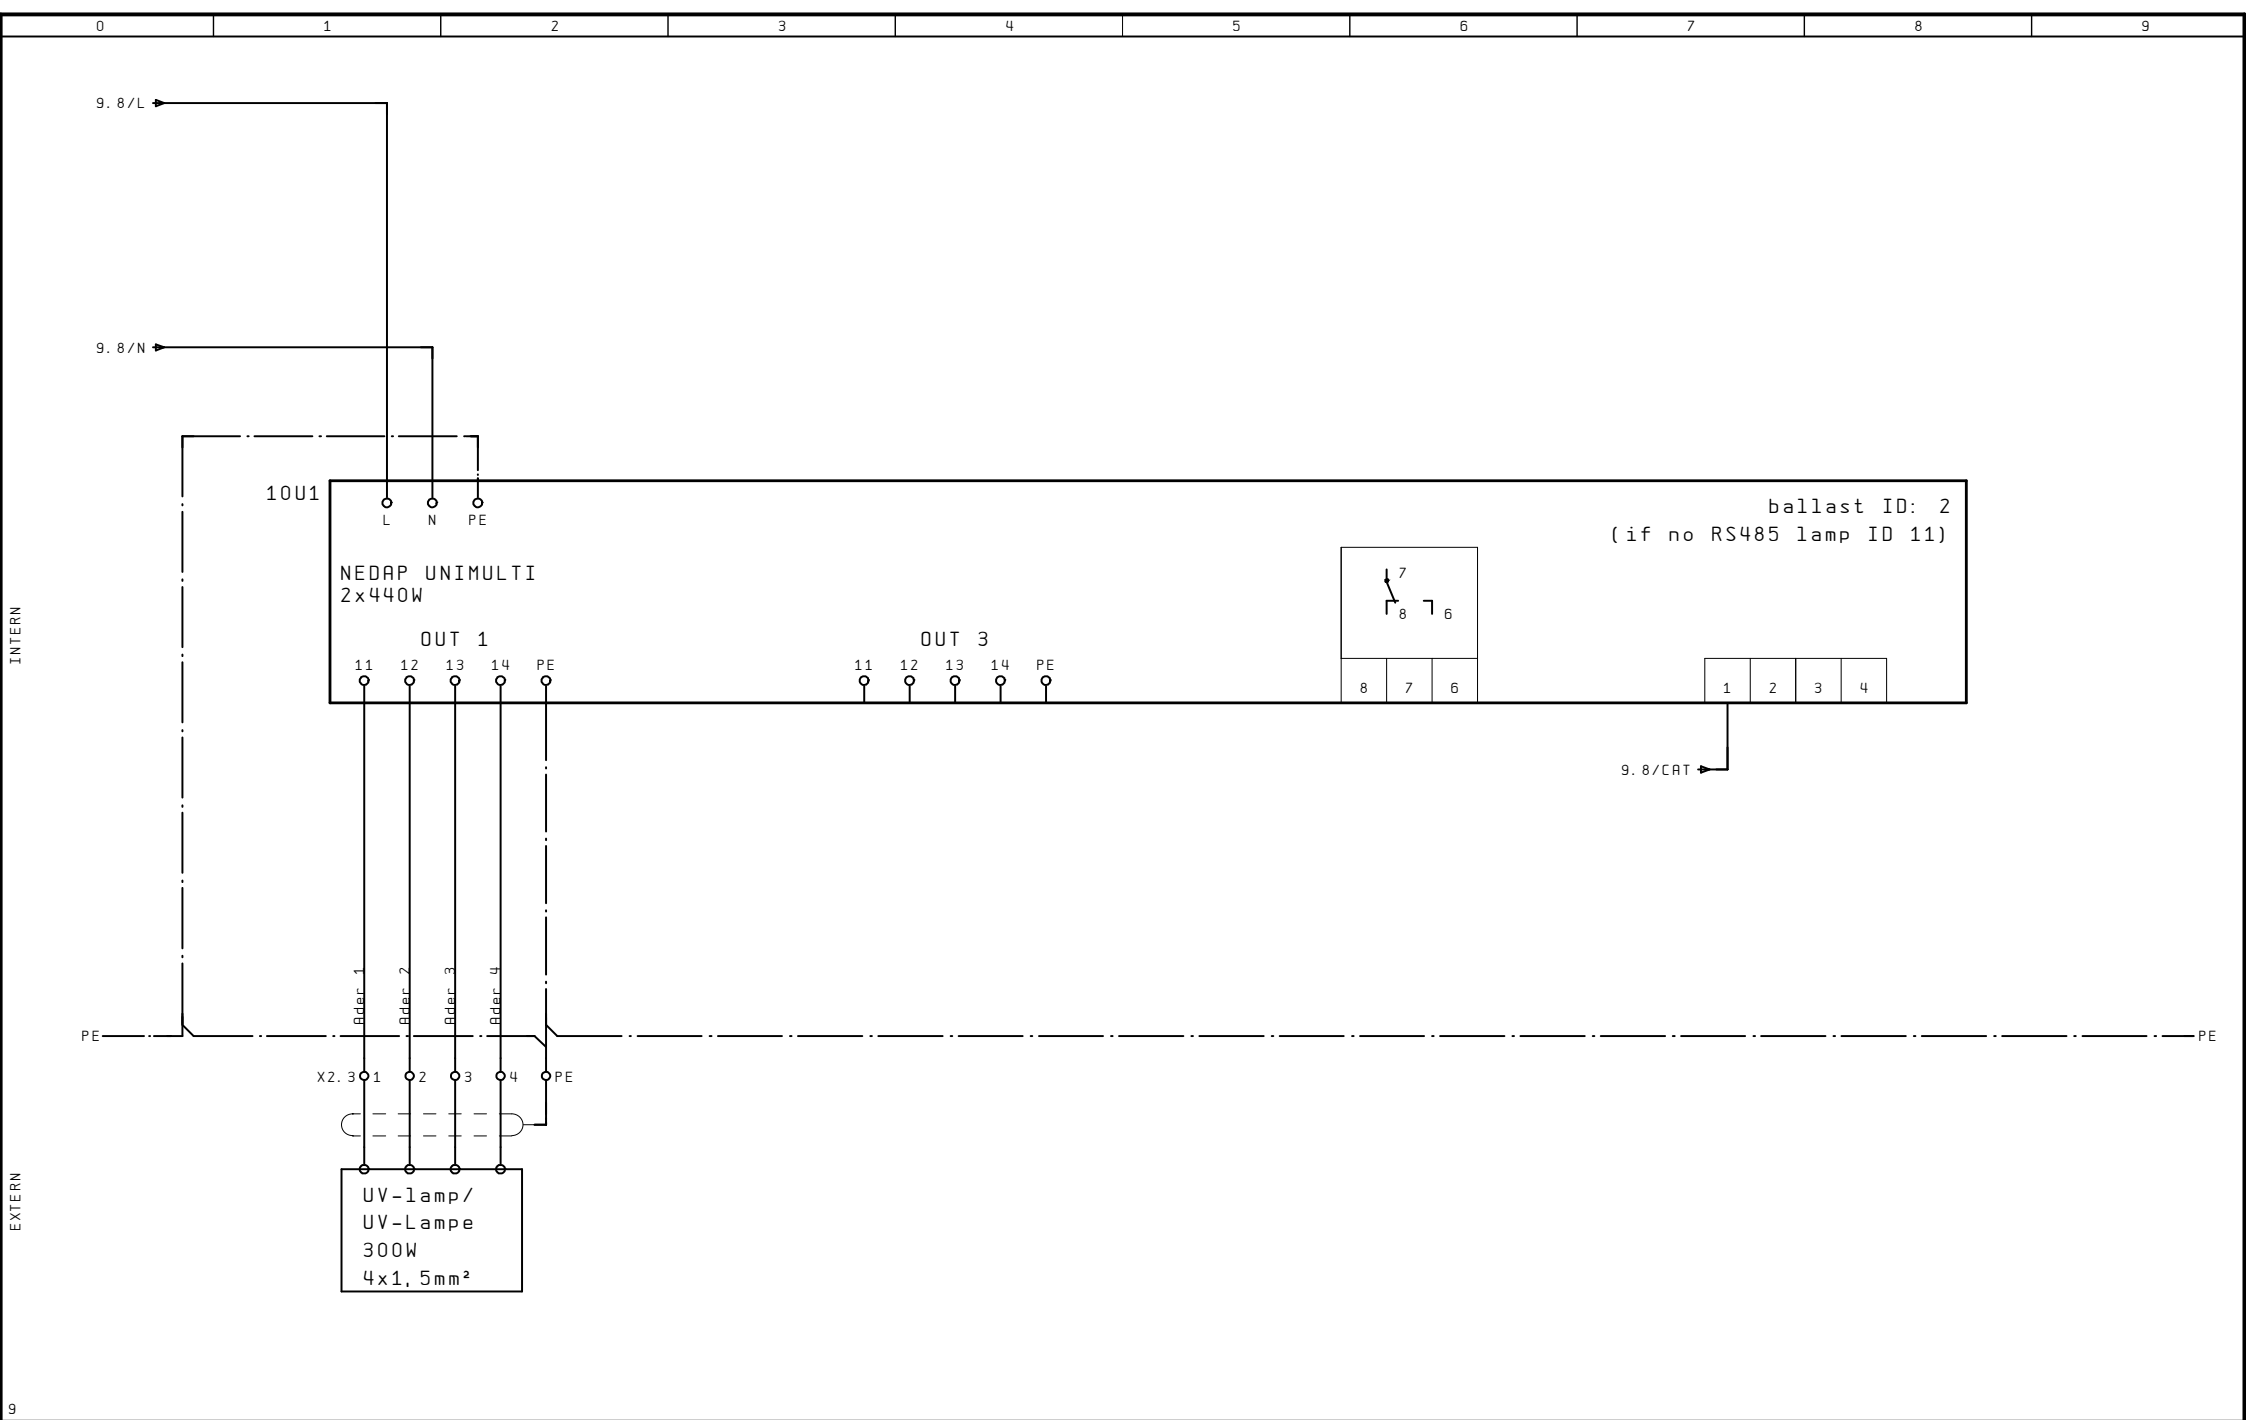 0 1 2 3 4 5 6 7 8 9
9.8/L
9.8/N
10U1
L N PE
ballast ID: 2
(if no RS485 lamp ID 11)
NEDAP UNIMULTI
2x440W
7
8 6
INTERN
OUT 1 OUT 3
11 12 13 14 PE 11 12 13 14 PE
8 7 6 1 2 3 4
9.8/CAT
Ader 1 Ader 2 Ader 3 Ader 4
PE PE
X2.3 1 2 3 4 PE
EXTERN
UV-lamp/
UV-Lampe
300W
4x1,5mm²
9